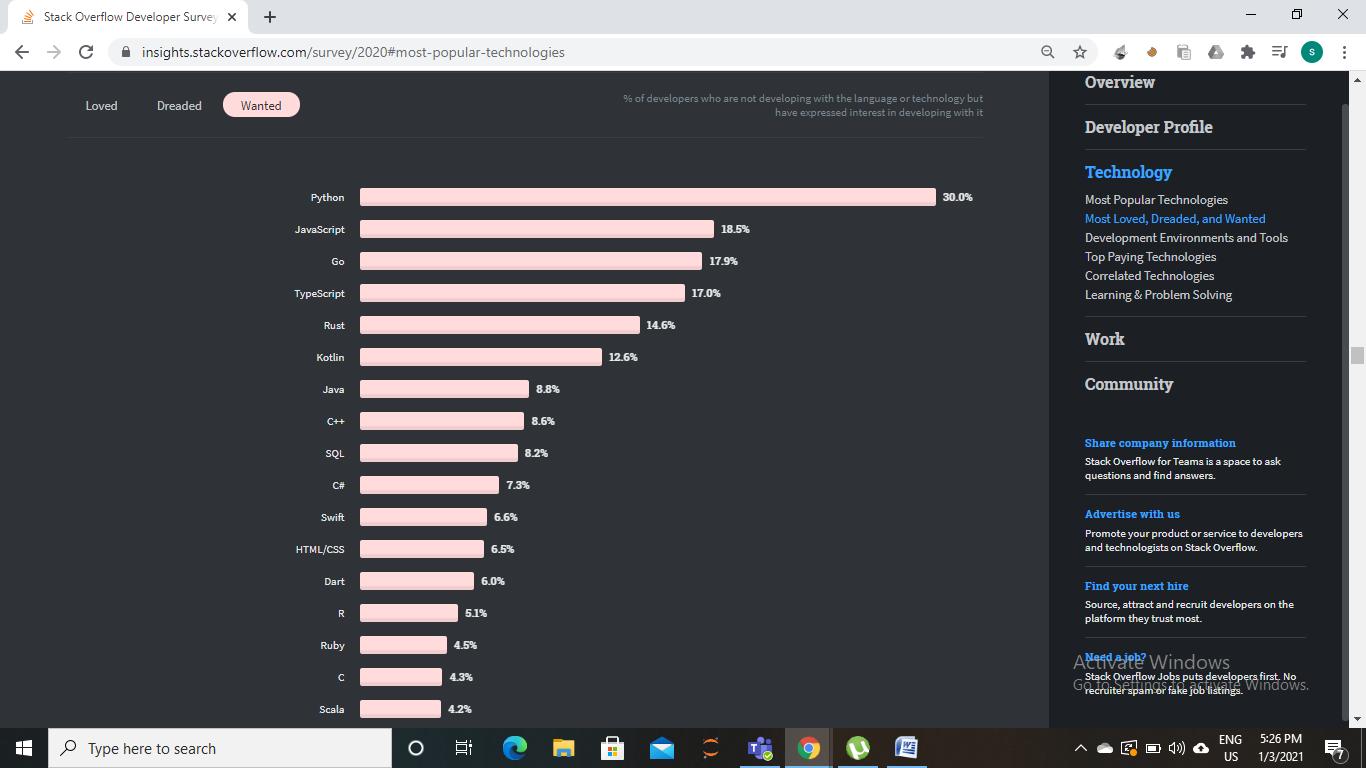 Stack Overflow Developer Survey
insights.stackoverflow.com/survey/2020#most-popular-technologies
S
Loved
Dreaded
Wanted
% of developers who are not developing with the language or technology but
have expressed interest in developing with it
Python 30.0%
JavaScript 18.5%
Go 17.9%
TypeScript 17.0%
Rust 14.6%
Kotlin 12.6%
Java 8.8%
C++ 8.6%
SQL 8.2%
C# 7.3%
Swift 6.6%
HTML/CSS 6.5%
Dart 6.0%
R 5.1%
Ruby 4.5%
C 4.3%
Scala 4.2%
Overview
Developer Profile
Technology
Most Popular Technologies
Most Loved, Dreaded, and Wanted
Development Environments and Tools
Top Paying Technologies
Correlated Technologies
Learning & Problem Solving
Work
Community
Share company information
Stack Overflow for Teams is a space to ask
questions and find answers.
Advertise with us
Promote your product or service to developers
and technologists on Stack Overflow.
Find your next hire
Source, attract and recruit developers on the
platform they trust most.
Need a job?
Stack Overflow Jobs puts developers first. No
recruiter spam or fake job listings.
Activate Windows
Go to Settings to activate Windows.
Type here to search
ENG
US
5:26 PM
1/3/2021
7